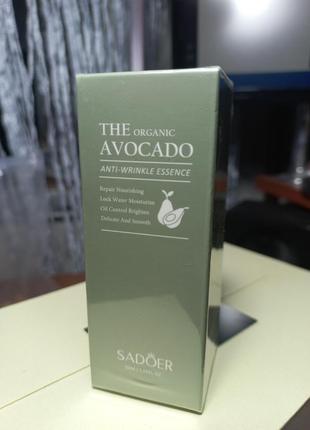 THE ORGANIC
AVOCADO
ANTI-WRINKLE ESSENCE
Repair Nourishing
Lock Water Moisturize
Oil Control Brighten
Delicate And Smooth
SADOER